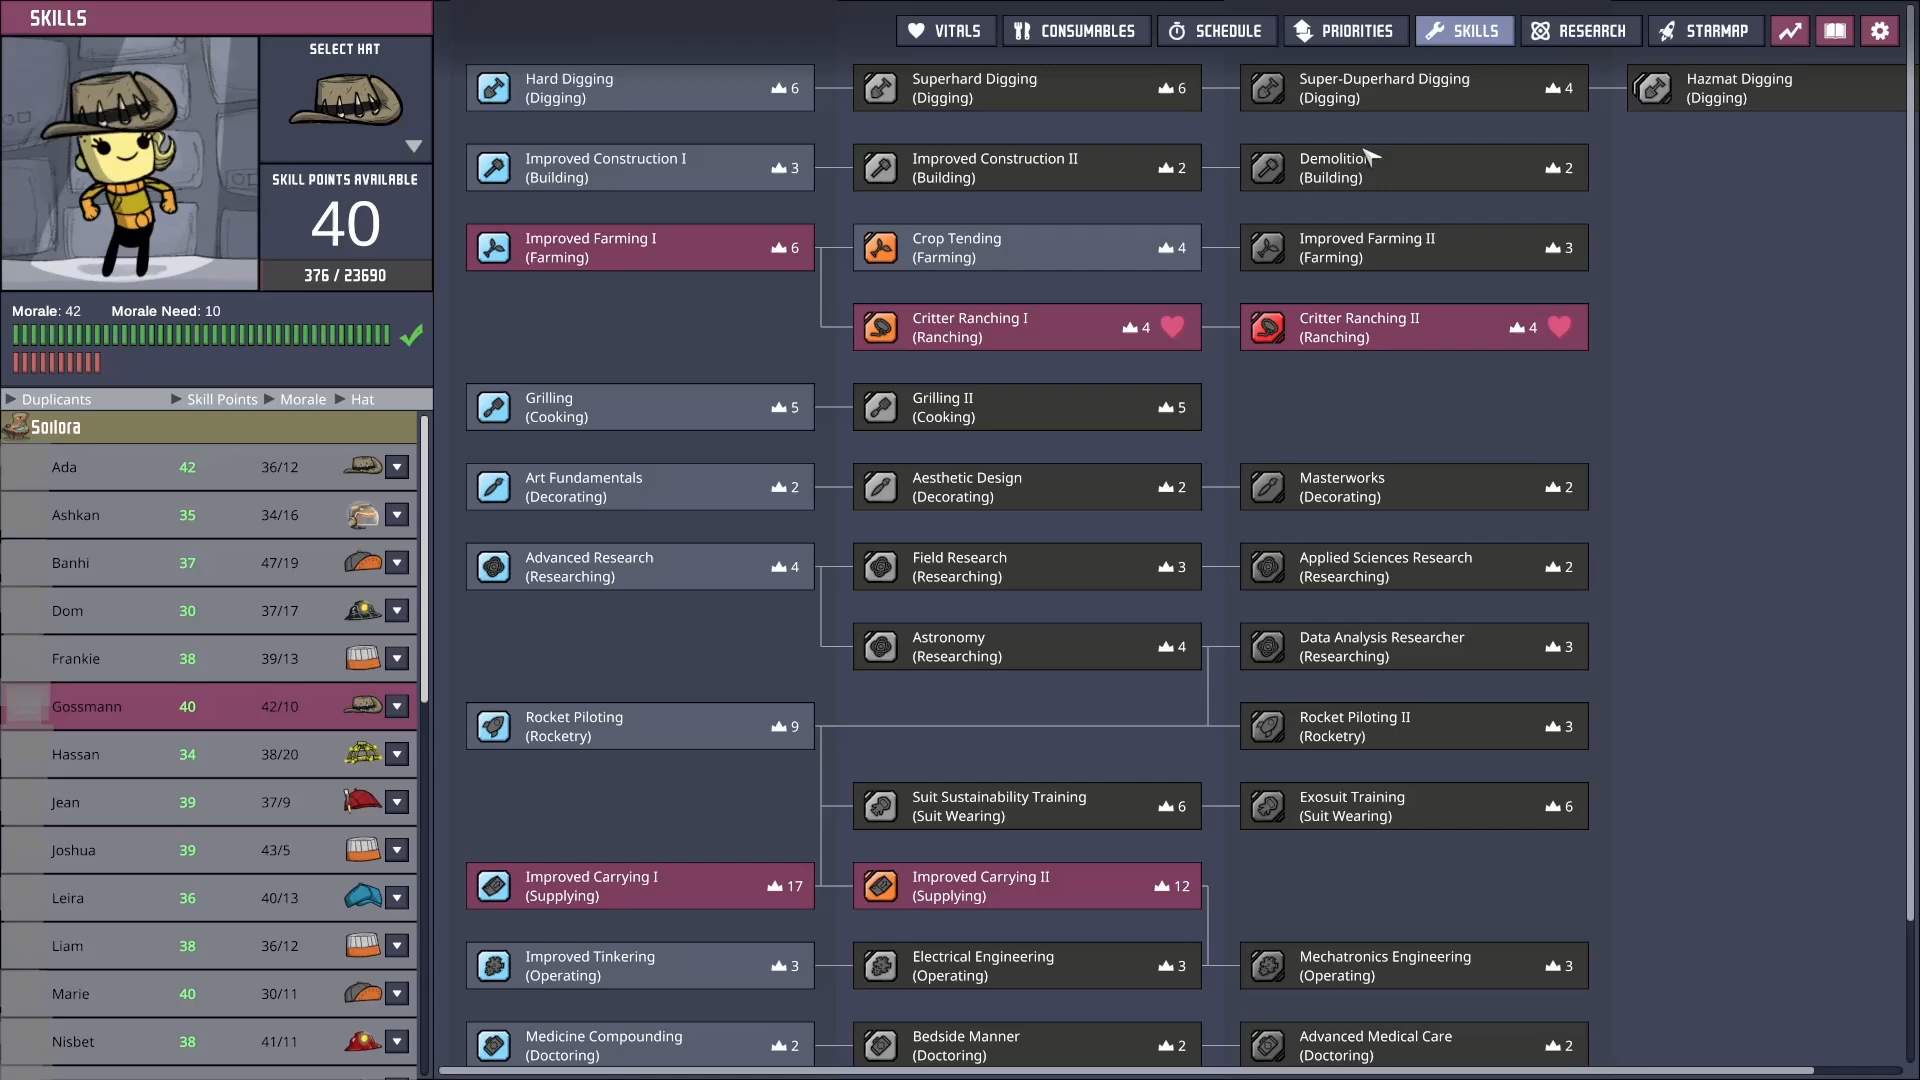 SKILLS
VITALS
CONSUMABLES
SCHEDULE
PRIORITIES
SKILLS
RESEARCH
STARMAP
SELECT HAT
SKILL POINTS AVAILABLE
40
376 / 23690
Morale: 42 Morale Need: 10
Duplicants Skill Points Morale Hat
Soilora
Ada 42 36/12
Ashkan 35 34/16
Banhi 37 47/19
Dom 30 37/17
Frankie 38 39/13
Gossmann 40 42/10
Hassan 34 38/20
Jean 39 37/9
Joshua 39 43/5
Leira 36 40/13
Liam 38 36/12
Marie 40 30/11
Nisbet 38 41/11
Hard Digging
(Digging)
6
Superhard Digging
(Digging)
6
Super-Duperhard Digging
(Digging)
4
Hazmat Digging
(Digging)
Improved Construction I
(Building)
3
Improved Construction II
(Building)
2
Demolition
(Building)
2
Improved Farming I
(Farming)
6
Crop Tending
(Farming)
4
Improved Farming II
(Farming)
3
Critter Ranching I
(Ranching)
4
Critter Ranching II
(Ranching)
4
Grilling
(Cooking)
5
Grilling II
(Cooking)
5
Art Fundamentals
(Decorating)
2
Aesthetic Design
(Decorating)
2
Masterworks
(Decorating)
2
Advanced Research
(Researching)
4
Field Research
(Researching)
3
Applied Sciences Research
(Researching)
2
Astronomy
(Researching)
4
Data Analysis Researcher
(Researching)
3
Rocket Piloting
(Rocketry)
9
Rocket Piloting II
(Rocketry)
3
Suit Sustainability Training
(Suit Wearing)
6
Exosuit Training
(Suit Wearing)
6
Improved Carrying I
(Supplying)
17
Improved Carrying II
(Supplying)
12
Improved Tinkering
(Operating)
3
Electrical Engineering
(Operating)
3
Mechatronics Engineering
(Operating)
3
Medicine Compounding
(Doctoring)
2
Bedside Manner
(Doctoring)
2
Advanced Medical Care
(Doctoring)
2